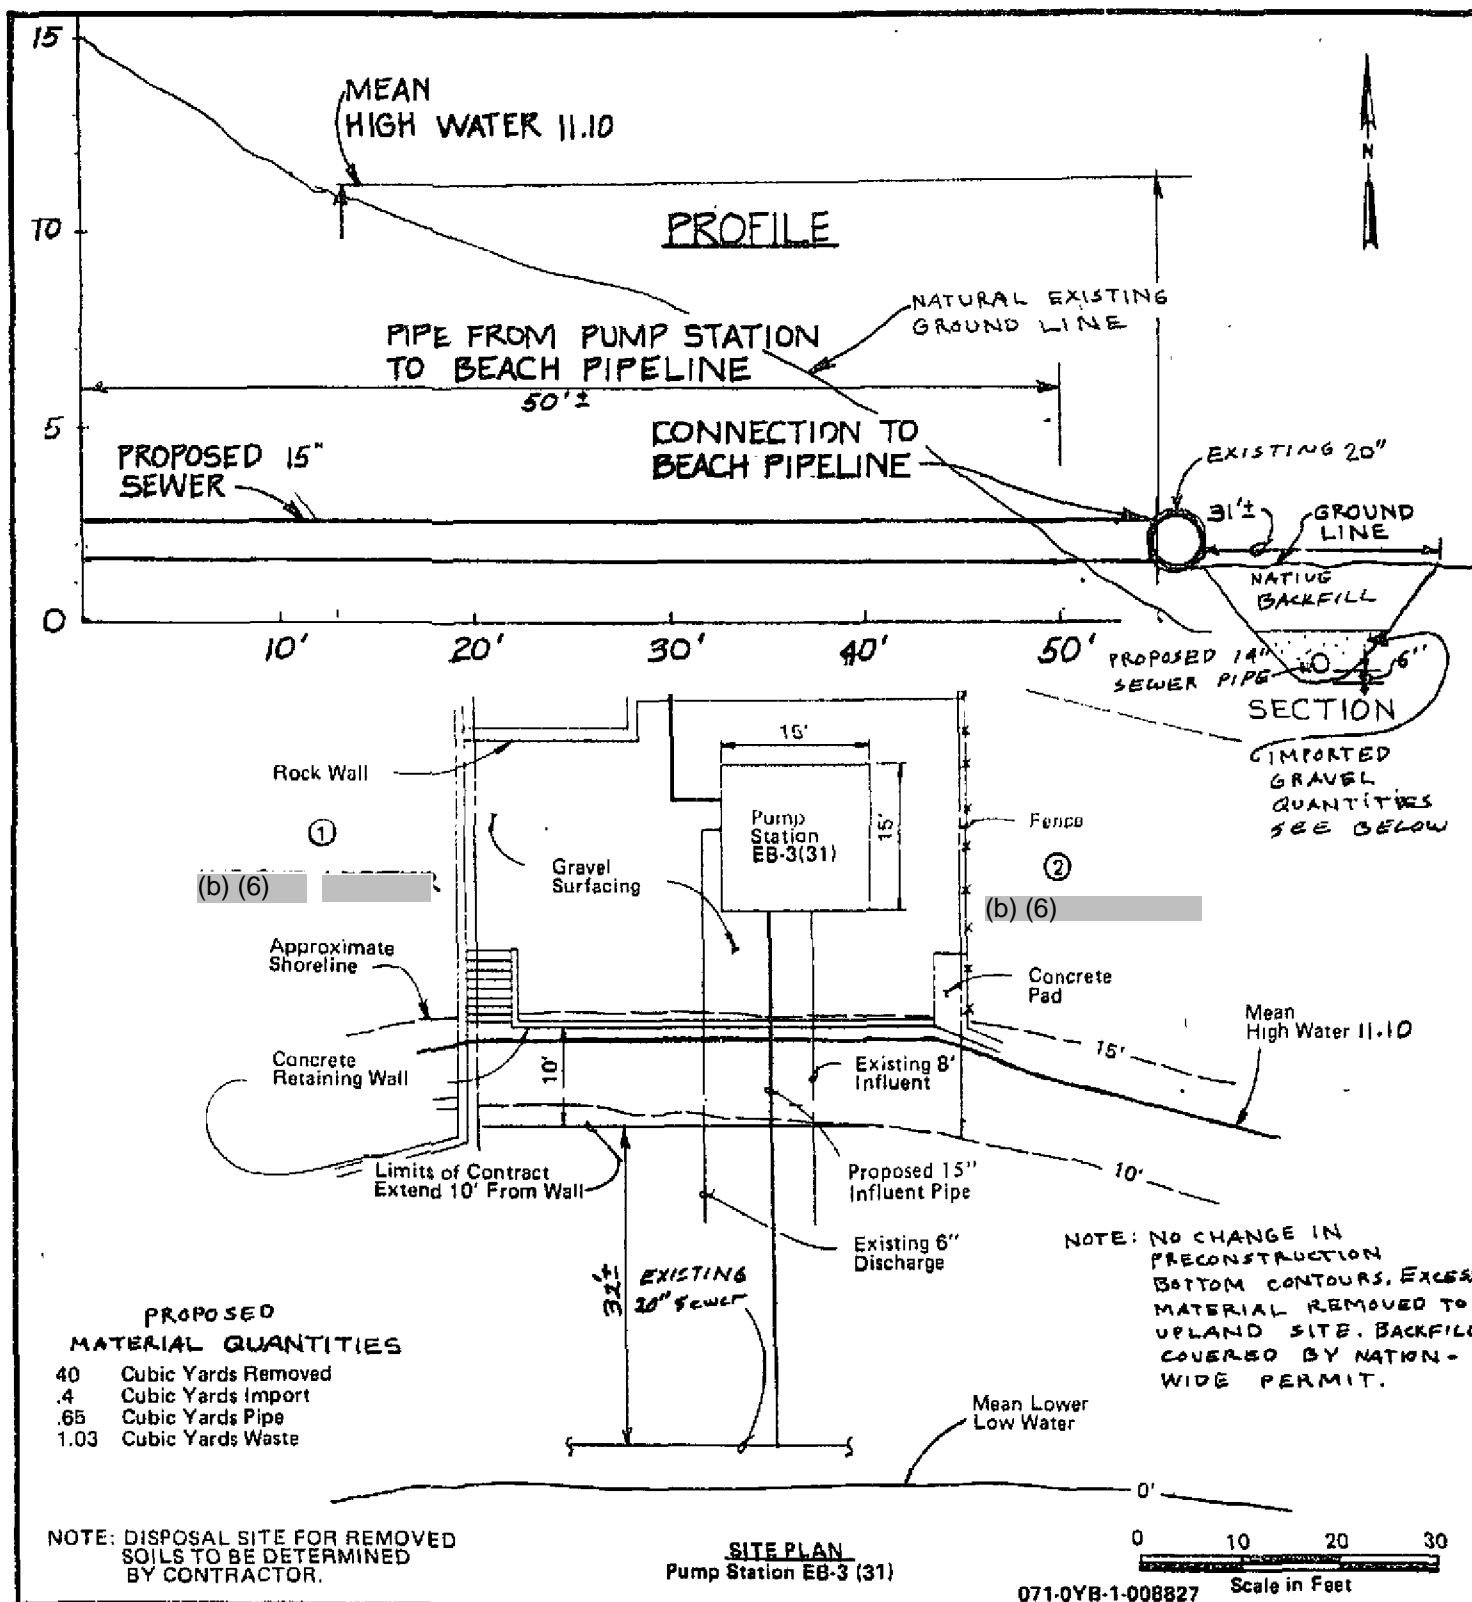 15
MEAN
HIGH WATER 11.10
N
10
PROFILE
NATURAL EXISTING
GROUND LINE
PIPE FROM PUMP STATION
TO BEACH PIPELINE
50'±
5
CONNECTION TO
BEACH PIPELINE
PROPOSED 15"
SEWER
EXISTING 20"
31'±
GROUND
LINE
NATIVE
BACKFILL
0
10'
20'
30'
40'
50'
PROPOSED 14"
SEWER PIPE
6"
SECTION
IMPORTED
GRAVEL
QUANTITIES
SEE BELOW
15'
Rock Wall
Pump
Station
EB-3(31)
15'
Fence
1
2
Gravel
Surfacing
(b) (6)
(b) (6)
Approximate
Shoreline
Concrete
Pad
Mean
High Water 11.10
15'
Concrete
Retaining Wall
10'
Existing 8'
Influent
Limits of Contract
Extend 10' From Wall
Proposed 15"
Influent Pipe
10'
Existing 6"
Discharge
NOTE: NO CHANGE IN
PRECONSTRUCTION
BOTTOM CONTOURS. EXCESS
MATERIAL REMOVED TO
UPLAND SITE. BACKFILL
COVERED BY NATION-
WIDE PERMIT.
32'±
EXISTING
20" Sewer
PROPOSED
MATERIAL QUANTITIES
40 Cubic Yards Removed
.4 Cubic Yards Import
.65 Cubic Yards Pipe
1.03 Cubic Yards Waste
Mean Lower
Low Water
0'
NOTE: DISPOSAL SITE FOR REMOVED
SOILS TO BE DETERMINED
BY CONTRACTOR.
SITE PLAN
Pump Station EB-3 (31)
0 10 20 30
Scale in Feet
071-0YB-1-008827